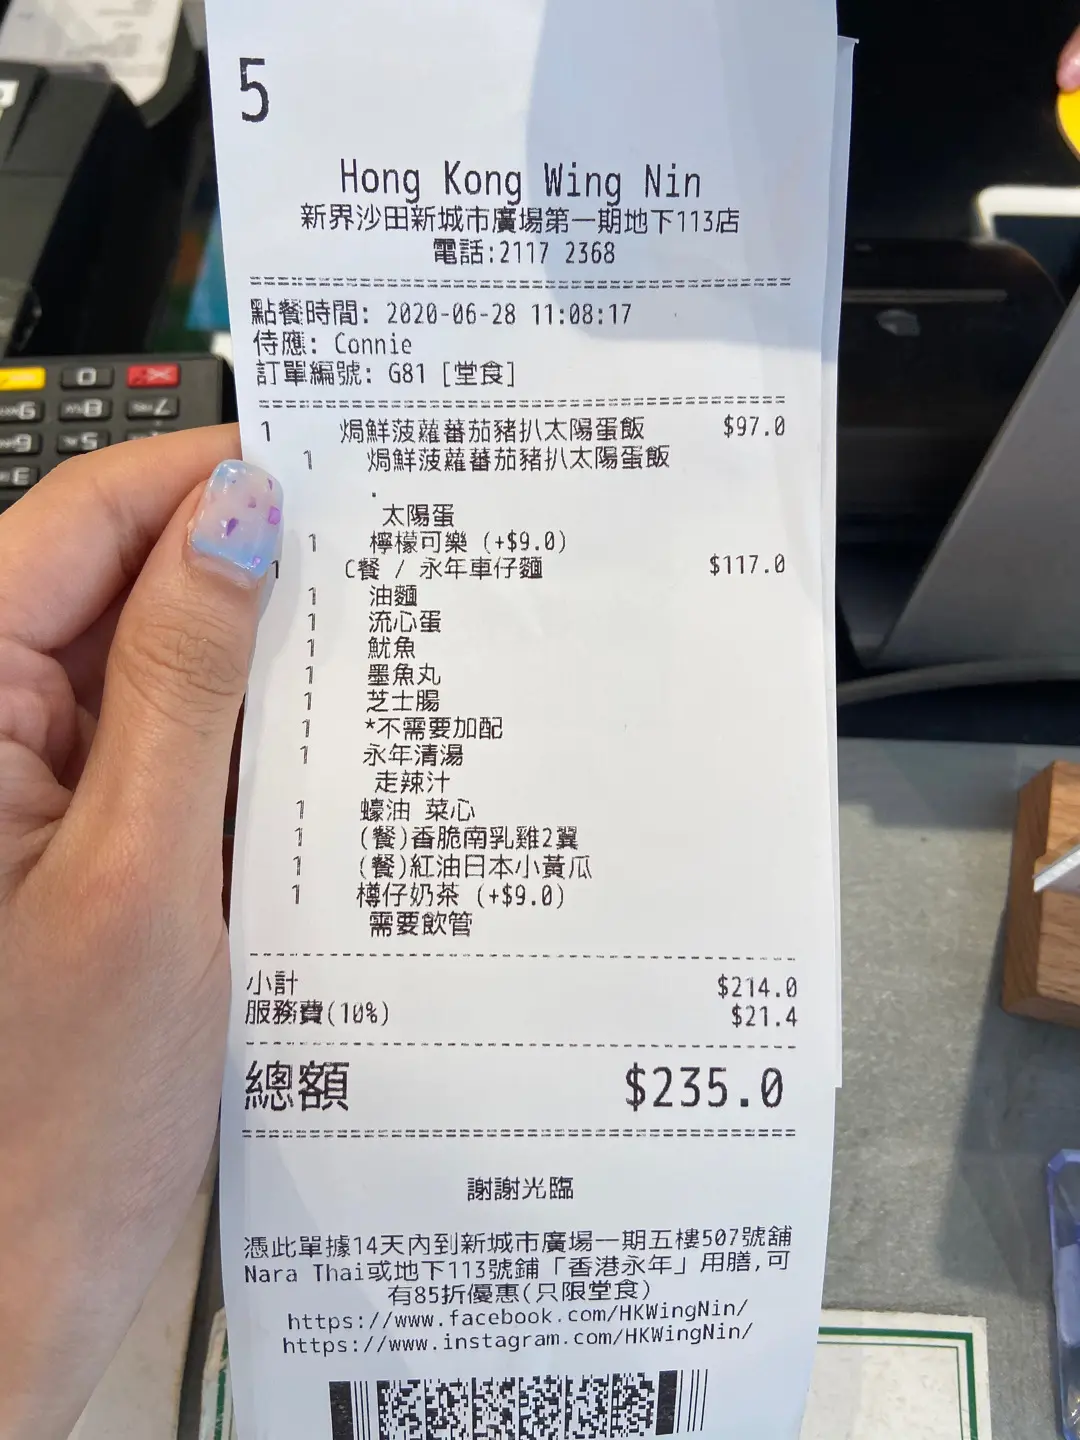 5
Hong Kong Wing Nin
新界沙田新城市廣場第一期地下113店
電話:2117 2368
點餐時間: 2020-06-28 11:08:17
侍應: Connie
訂單編號: G81 [堂食]
1 焗鮮菠蘿蕃茄豬扒太陽蛋飯 $97.0
1 焗鮮菠蘿蕃茄豬扒太陽蛋飯
.
太陽蛋
1 檸檬可樂 (+$9.0)
1 C餐 / 永年車仔麵 $117.0
1 油麵
1 流心蛋
1 魷魚
1 墨魚丸
1 芝士腸
1 *不需要加配
1 永年清湯
走辣汁
1 蠔油 菜心
1 (餐)香脆南乳雞2翼
1 (餐)紅油日本小黃瓜
1 樽仔奶茶 (+$9.0)
需要飲管
小計 $214.0
服務費(10%) $21.4
總額 $235.0
謝謝光臨
憑此單據14天內到新城市廣場一期五樓507號舖
Nara Thai或地下113號鋪「香港永年」用膳,可
有85折優惠(只限堂食)
https://www.facebook.com/HKWingNin/
https://www.instagram.com/HKWingNin/